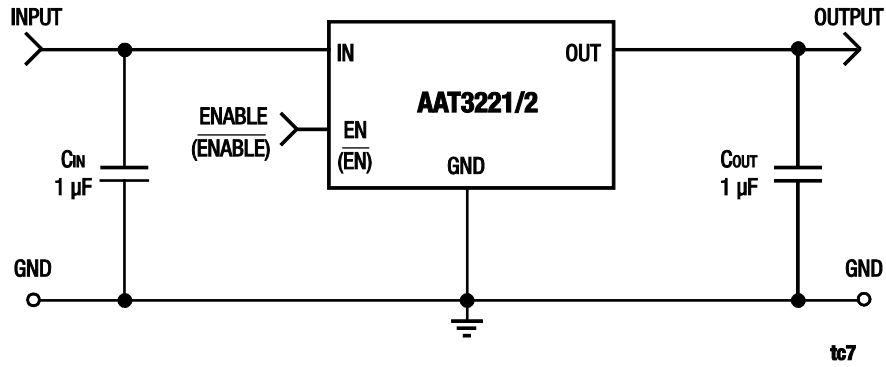 INPUT
OUTPUT
IN
OUT
AAT3221/2
ENABLE
(ENABLE)
EN
(EN)
GND
CIN
1 µF
COUT
1 µF
GND
GND
tc7